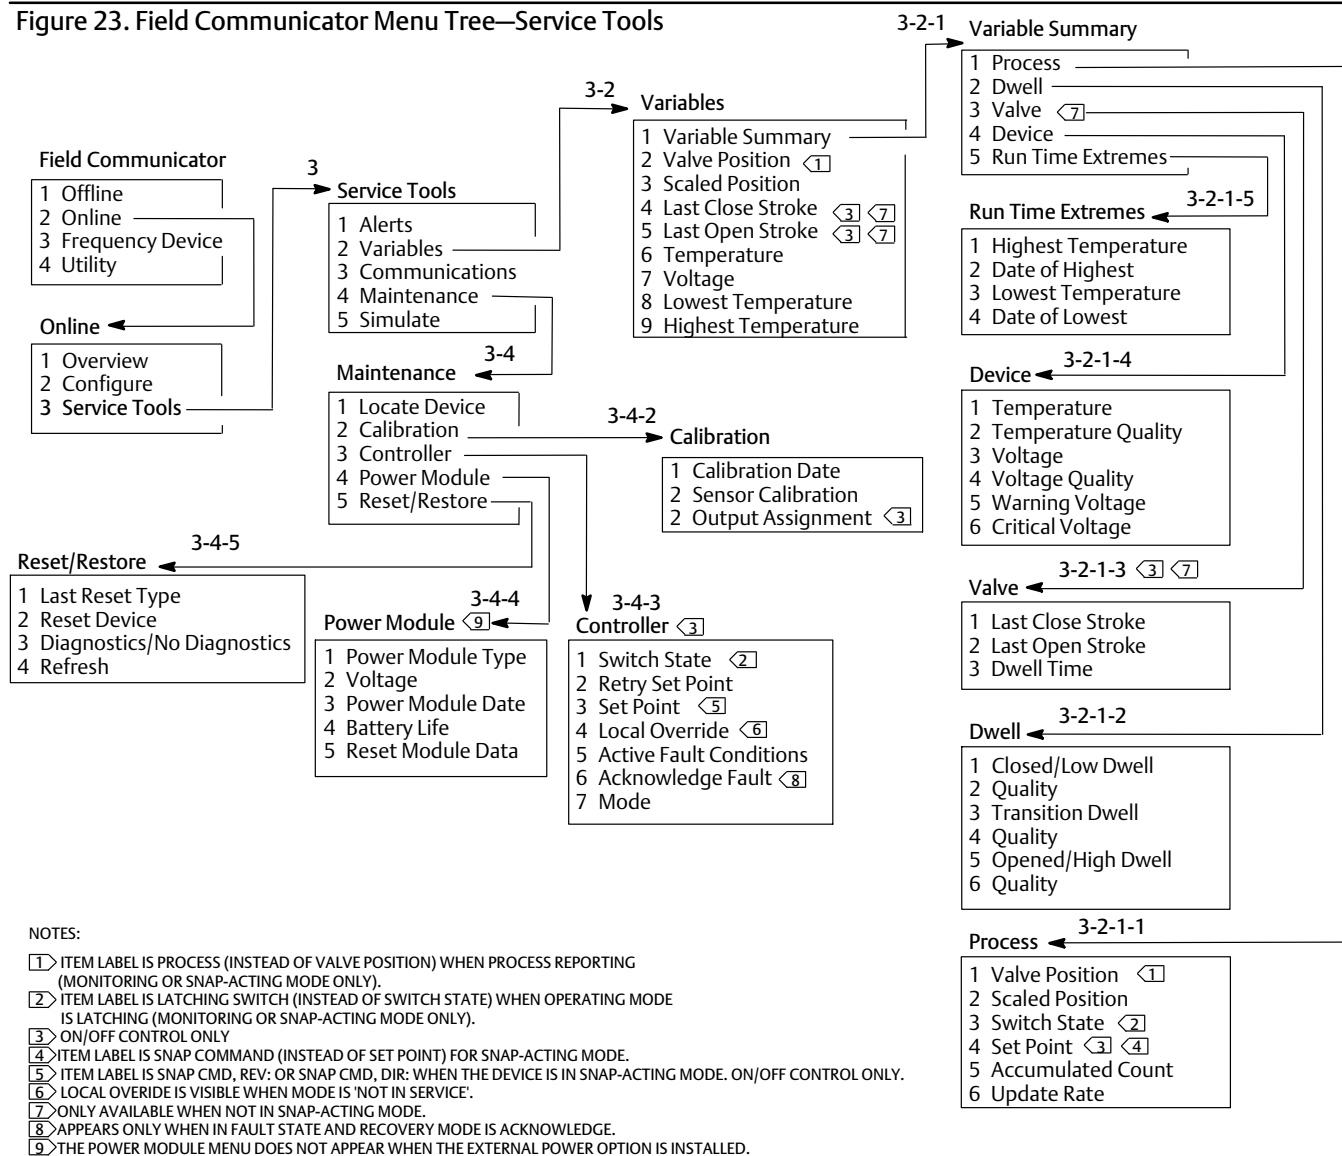 Figure 23. Field Communicator Menu Tree—Service Tools
Field Communicator
1 Offline
2 Online
3 Frequency Device
4 Utility
Online
1 Overview
2 Configure
3 Service Tools
3
Service Tools
1 Alerts
2 Variables
3 Communications
4 Maintenance
5 Simulate
3-4
Maintenance
1 Locate Device
2 Calibration
3 Controller
4 Power Module
5 Reset/Restore
3-2
Variables
1 Variable Summary
2 Valve Position 1
3 Scaled Position
4 Last Close Stroke 3 7
5 Last Open Stroke 3 7
6 Temperature
7 Voltage
8 Lowest Temperature
9 Highest Temperature
3-4-2
Calibration
1 Calibration Date
2 Sensor Calibration
2 Output Assignment 3
3-4-5
Reset/Restore
1 Last Reset Type
2 Reset Device
3 Diagnostics/No Diagnostics
4 Refresh
3-4-4
Power Module 9
1 Power Module Type
2 Voltage
3 Power Module Date
4 Battery Life
5 Reset Module Data
3-4-3
Controller 3
1 Switch State 2
2 Retry Set Point
3 Set Point 5
4 Local Override 6
5 Active Fault Conditions
6 Acknowledge Fault 8
7 Mode
3-2-1
Variable Summary
1 Process
2 Dwell
3 Valve 7
4 Device
5 Run Time Extremes
3-2-1-5
Run Time Extremes
1 Highest Temperature
2 Date of Highest
3 Lowest Temperature
4 Date of Lowest
3-2-1-4
Device
1 Temperature
2 Temperature Quality
3 Voltage
4 Voltage Quality
5 Warning Voltage
6 Critical Voltage
3-2-1-3 3 7
Valve
1 Last Close Stroke
2 Last Open Stroke
3 Dwell Time
3-2-1-2
Dwell
1 Closed/Low Dwell
2 Quality
3 Transition Dwell
4 Quality
5 Opened/High Dwell
6 Quality
3-2-1-1
Process
1 Valve Position 1
2 Scaled Position
3 Switch State 2
4 Set Point 3 4
5 Accumulated Count
6 Update Rate
NOTES:
1 ITEM LABEL IS PROCESS (INSTEAD OF VALVE POSITION) WHEN PROCESS REPORTING
(MONITORING OR SNAP-ACTING MODE ONLY).
2 ITEM LABEL IS LATCHING SWITCH (INSTEAD OF SWITCH STATE) WHEN OPERATING MODE
IS LATCHING (MONITORING OR SNAP-ACTING MODE ONLY).
3 ON/OFF CONTROL ONLY
4 ITEM LABEL IS SNAP COMMAND (INSTEAD OF SET POINT) FOR SNAP-ACTING MODE.
5 ITEM LABEL IS SNAP CMD, REV: OR SNAP CMD, DIR: WHEN THE DEVICE IS IN SNAP-ACTING MODE. ON/OFF CONTROL ONLY.
6 LOCAL OVERIDE IS VISIBLE WHEN MODE IS 'NOT IN SERVICE'.
7 ONLY AVAILABLE WHEN NOT IN SNAP-ACTING MODE.
8 APPEARS ONLY WHEN IN FAULT STATE AND RECOVERY MODE IS ACKNOWLEDGE.
9 THE POWER MODULE MENU DOES NOT APPEAR WHEN THE EXTERNAL POWER OPTION IS INSTALLED.